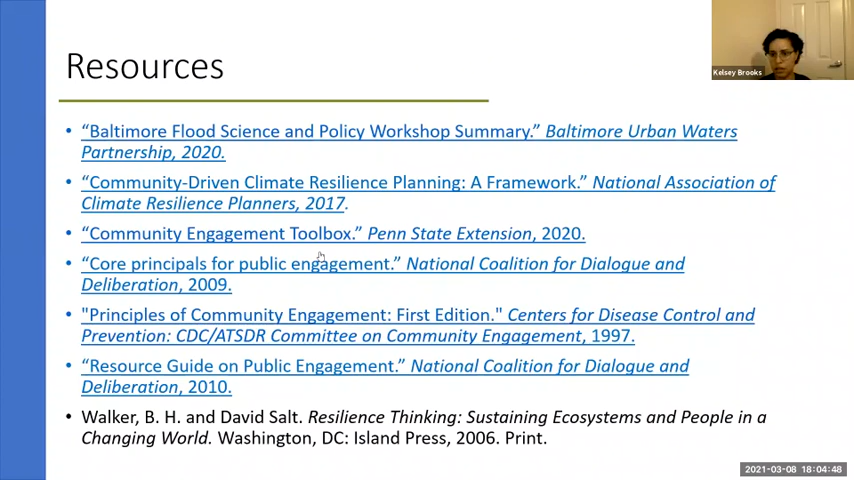 Resources
Kelsey Brooks
• “Baltimore Flood Science and Policy Workshop Summary.” Baltimore Urban Waters
Partnership, 2020.
• “Community-Driven Climate Resilience Planning: A Framework.” National Association of
Climate Resilience Planners, 2017.
• “Community Engagement Toolbox.” Penn State Extension, 2020.
• “Core principals for public engagement.” National Coalition for Dialogue and
Deliberation, 2009.
• "Principles of Community Engagement: First Edition." Centers for Disease Control and
Prevention: CDC/ATSDR Committee on Community Engagement, 1997.
• “Resource Guide on Public Engagement.” National Coalition for Dialogue and
Deliberation, 2010.
• Walker, B. H. and David Salt. Resilience Thinking: Sustaining Ecosystems and People in a
Changing World. Washington, DC: Island Press, 2006. Print.
2021-03-08 18:04:48